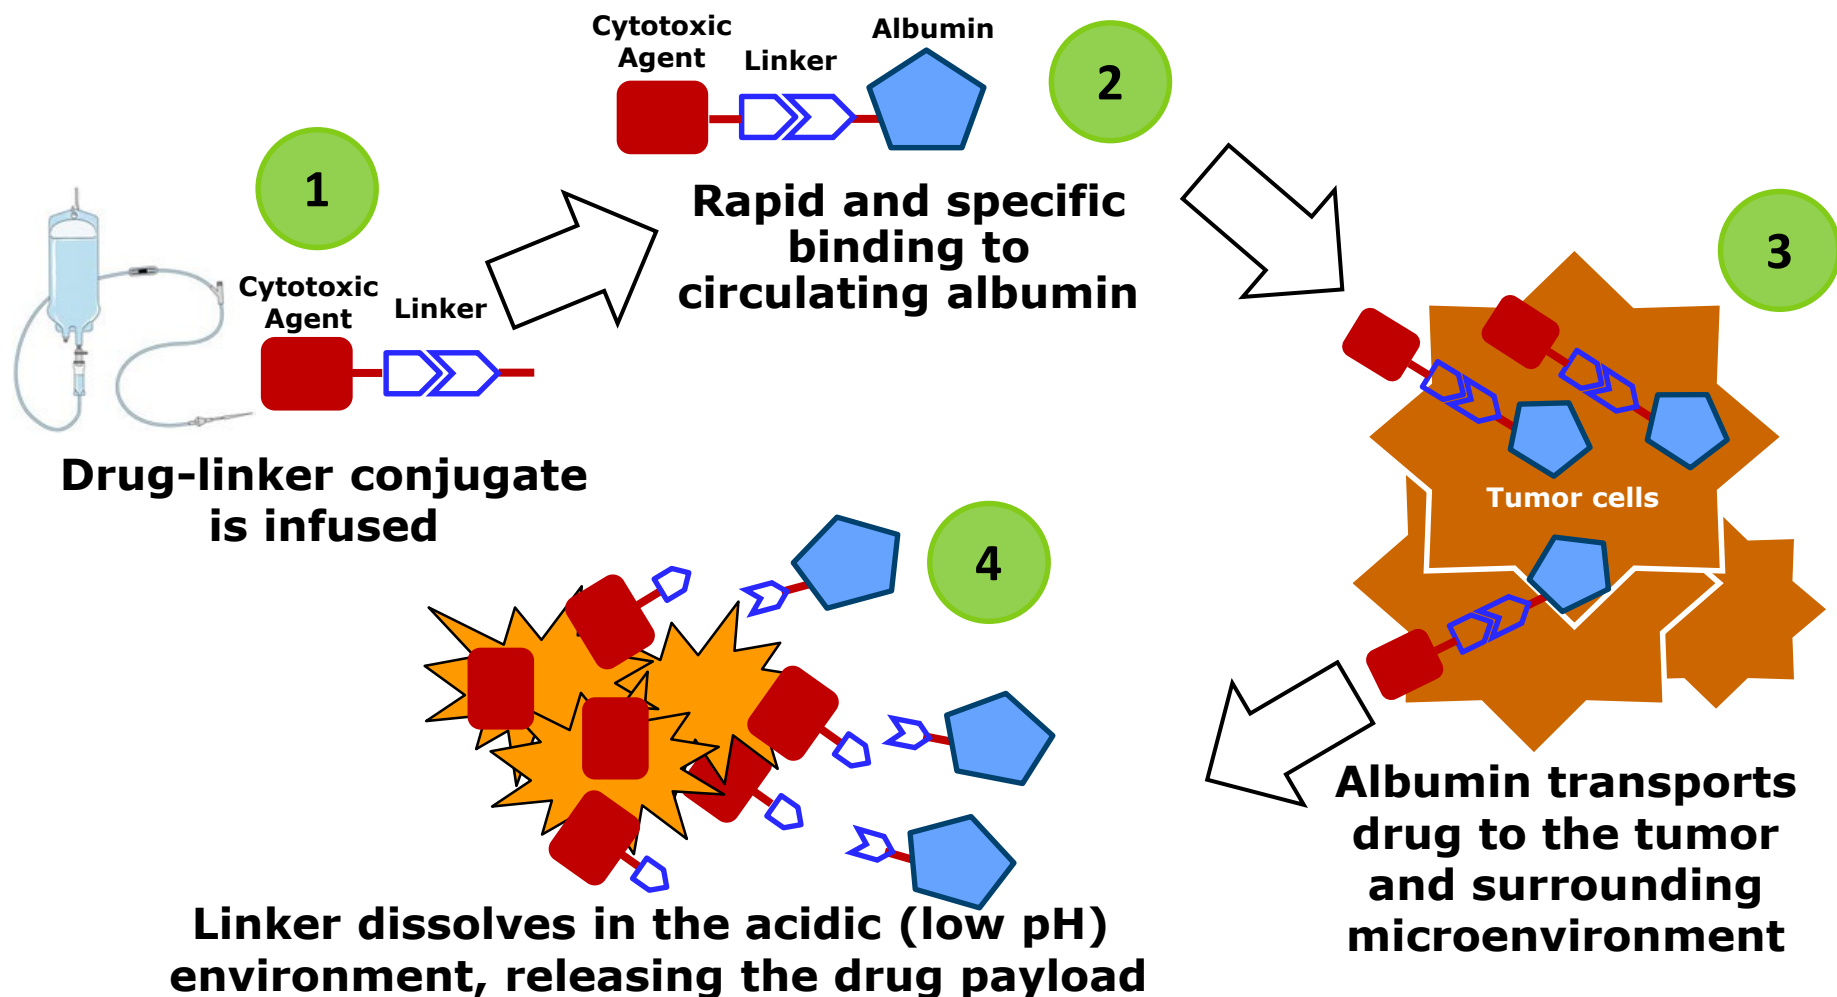 1
Cytotoxic
Agent
Linker
Drug-linker conjugate
is infused
Cytotoxic
Agent
Linker
Albumin
2
Rapid and specific
binding to
circulating albumin
3
Tumor cells
Albumin transports
drug to the tumor
and surrounding
microenvironment
4
Linker dissolves in the acidic (low pH)
environment, releasing the drug payload